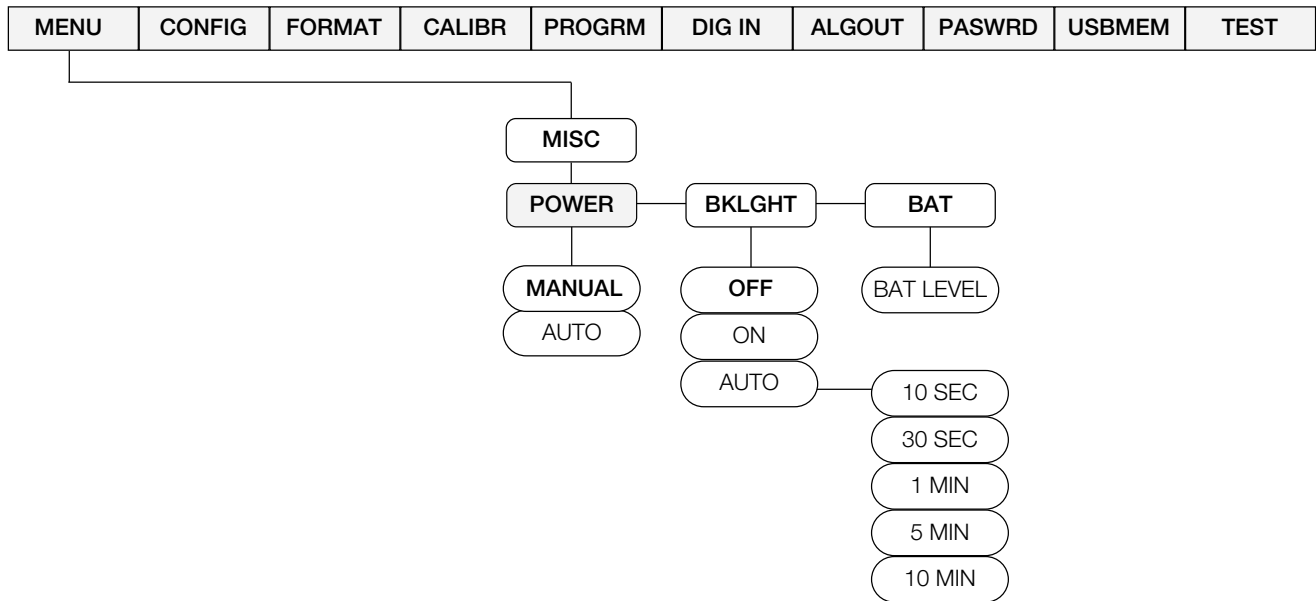 MENU CONFIG FORMAT CALIBR PROGRM DIG IN ALGOUT PASWRD USBMEM TEST
MISC
POWER BKLGHT BAT
MANUAL OFF BAT LEVEL
AUTO ON
AUTO 10 SEC
30 SEC
1 MIN
5 MIN
10 MIN